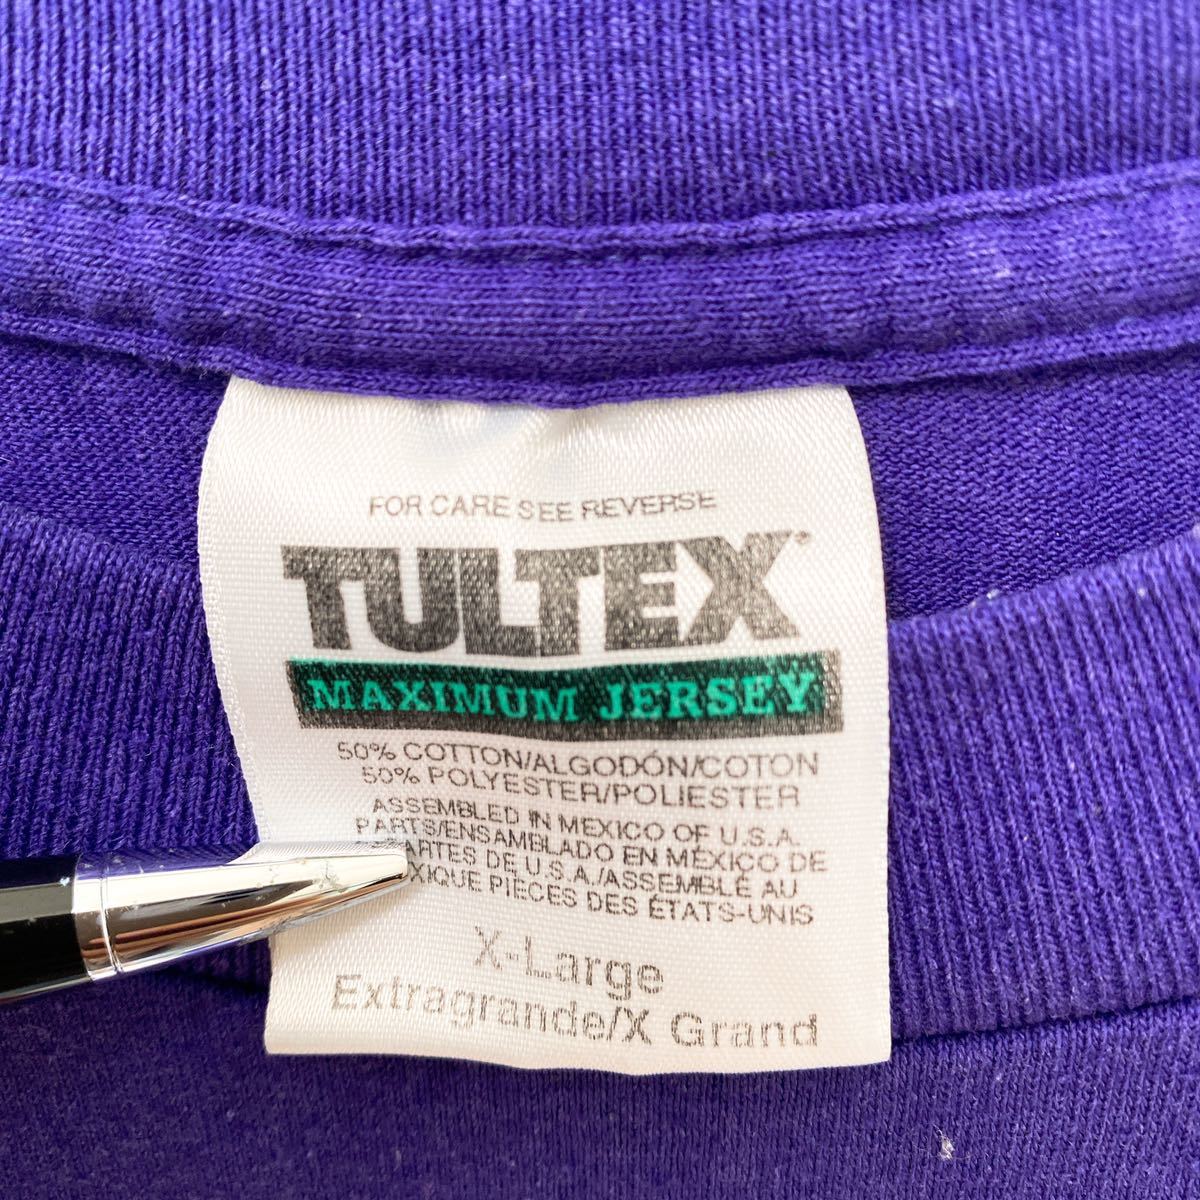 FOR CARE SEE REVERSE
TULTEX®
MAXIMUM JERSEY
50% COTTON/ALGODÓN/COTON
50% POLYESTER/POLIESTER
ASSEMBLED IN MEXICO OF U.S.A.
PARTS/ENSAMBLADO EN MÉXICO DE
DE U.S.A./ASSEMBLÉ AU
PIÈCES DES ÉTATS-UNIS
X-Large
Extragrande/X Grand